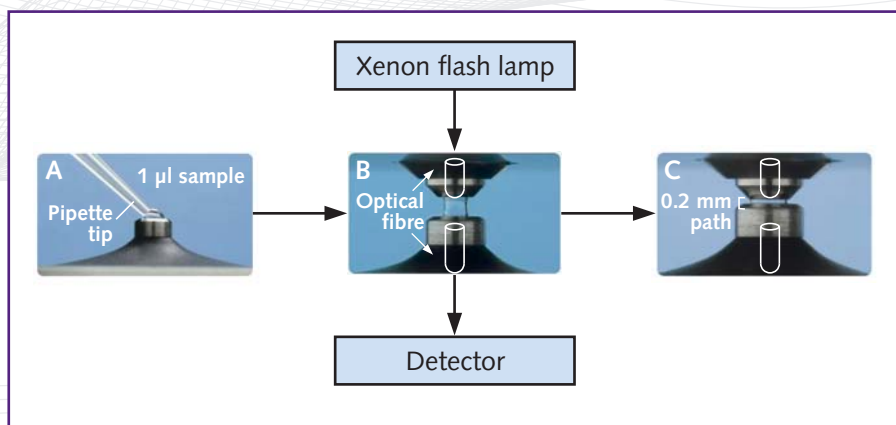 Xenon flash lamp
A
1 µl sample
Pipette
tip
B
Optical
fibre
C
0.2 mm
path
Detector